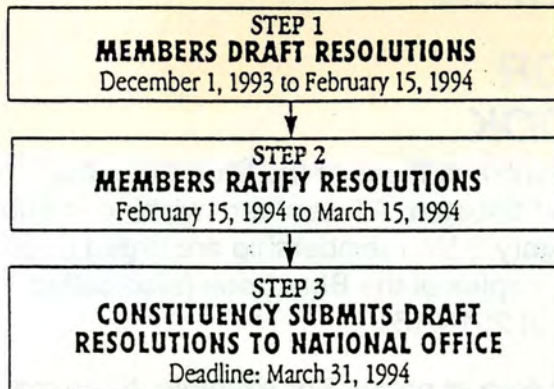 STEP 1
MEMBERS DRAFT RESOLUTIONS
December 1, 1993 to February 15, 1994
STEP 2
MEMBERS RATIFY RESOLUTIONS
February 15, 1994 to March 15, 1994
STEP 3
CONSTITUENCY SUBMITS DRAFT
RESOLUTIONS TO NATIONAL OFFICE
Deadline: March 31, 1994